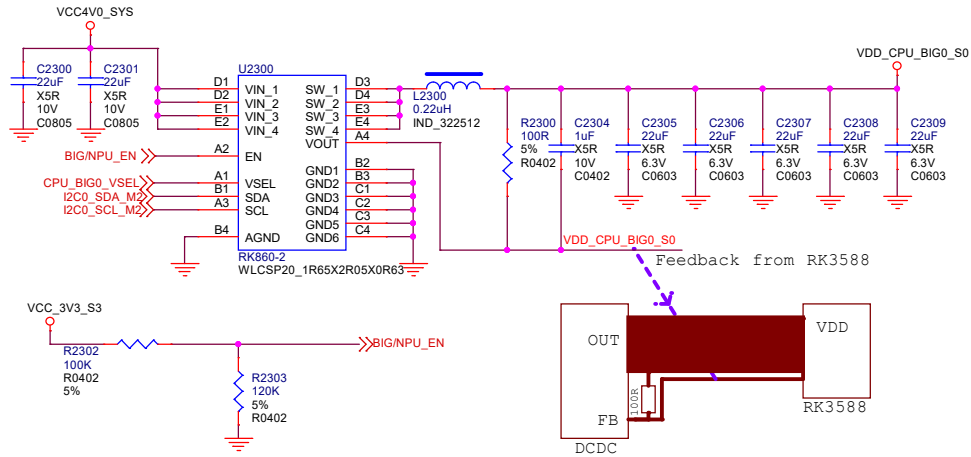 VCC4V0_SYS
C2300
22uF
X5R
10V
C0805
C2301
22uF
X5R
10V
C0805
U2300
D1 VIN_1
D2 VIN_2
E1 VIN_3
E2 VIN_4
A2 EN
A1 VSEL
B1 SDA
A3 SCL
B4 AGND
SW_1 D3
SW_2 D4
SW_3 E3
SW_4 E4
VOUT A4
GND1 B2
GND2 B3
GND3 C1
GND4 C2
GND5 C3
GND6 C4
RK860-2
WLCSP20_1R65X2R05X0R63
BIG/NPU_EN
CPU_BIG0_VSEL
I2C0_SDA_M2
I2C0_SCL_M2
L2300
0.22uH
IND_322512
VDD_CPU_BIG0_S0
R2300
100R
5%
R0402
C2304
1uF
X5R
10V
C0402
C2305
22uF
X5R
6.3V
C0603
C2306
22uF
X5R
6.3V
C0603
C2307
22uF
X5R
6.3V
C0603
C2308
22uF
X5R
6.3V
C0603
C2309
22uF
X5R
6.3V
C0603
VDD_CPU_BIG0_S0
Feedback from RK3588
VCC_3V3_S3
R2302
100K
R0402
5%
BIG/NPU_EN
R2303
120K
5%
R0402
OUT
VDD
100R
FB
RK3588
DCDC